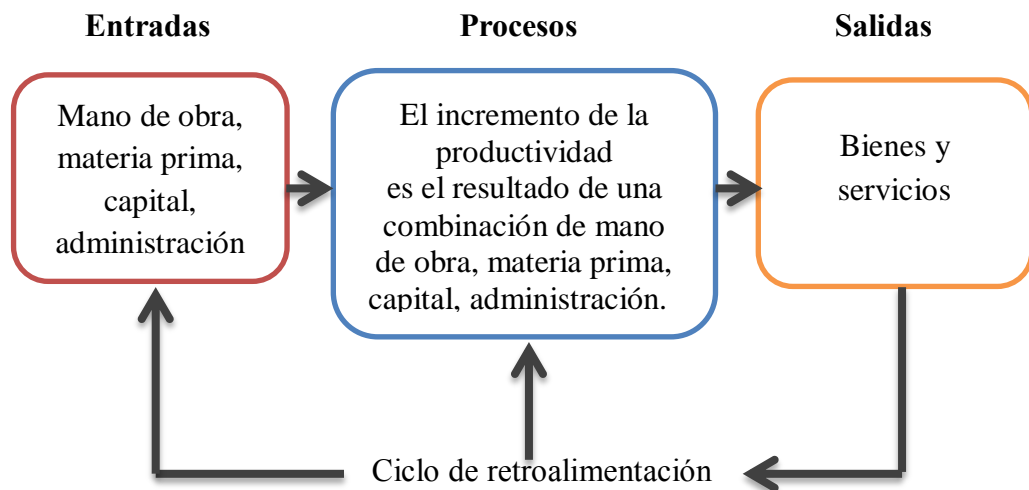 Entradas
Procesos
Salidas
Mano de obra,
materia prima,
capital,
administración
El incremento de la
productividad
es el resultado de una
combinación de mano
de obra, materia prima,
capital, administración.
Bienes y
servicios
Ciclo de retroalimentación